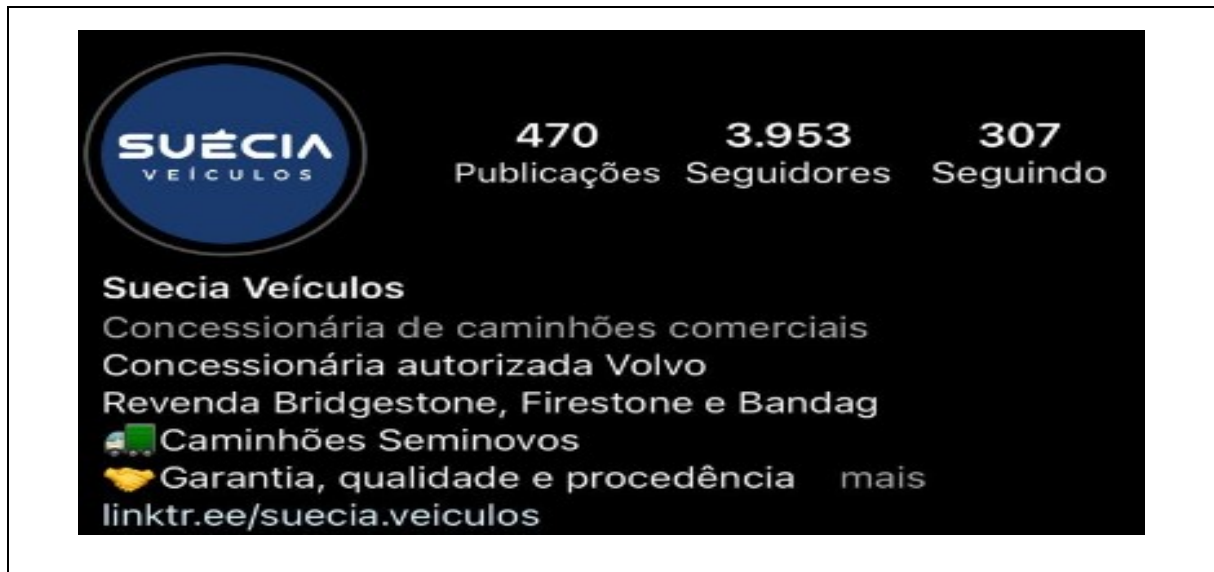 SUÉCIA
VEÍCULOS
470 3.953 307
Publicações Seguidores Seguindo
Suecia Veículos
Concessionária de caminhões comerciais
Concessionária autorizada Volvo
Revenda Bridgestone, Firestone e Bandag
🚛Caminhões Seminovos
🤝Garantia, qualidade e procedência mais
linktr.ee/suecia.veiculos